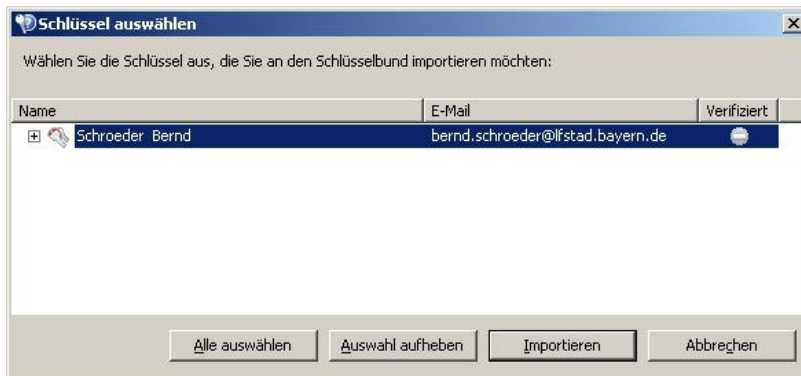 Schlüssel auswählen
Wählen Sie die Schlüssel aus, die Sie an den Schlüsselbund importieren möchten:
Name E-Mail Verifiziert
Schroeder Bernd bernd.schroeder@lfstad.bayern.de
Alle auswählen Auswahl aufheben Importieren Abbrechen